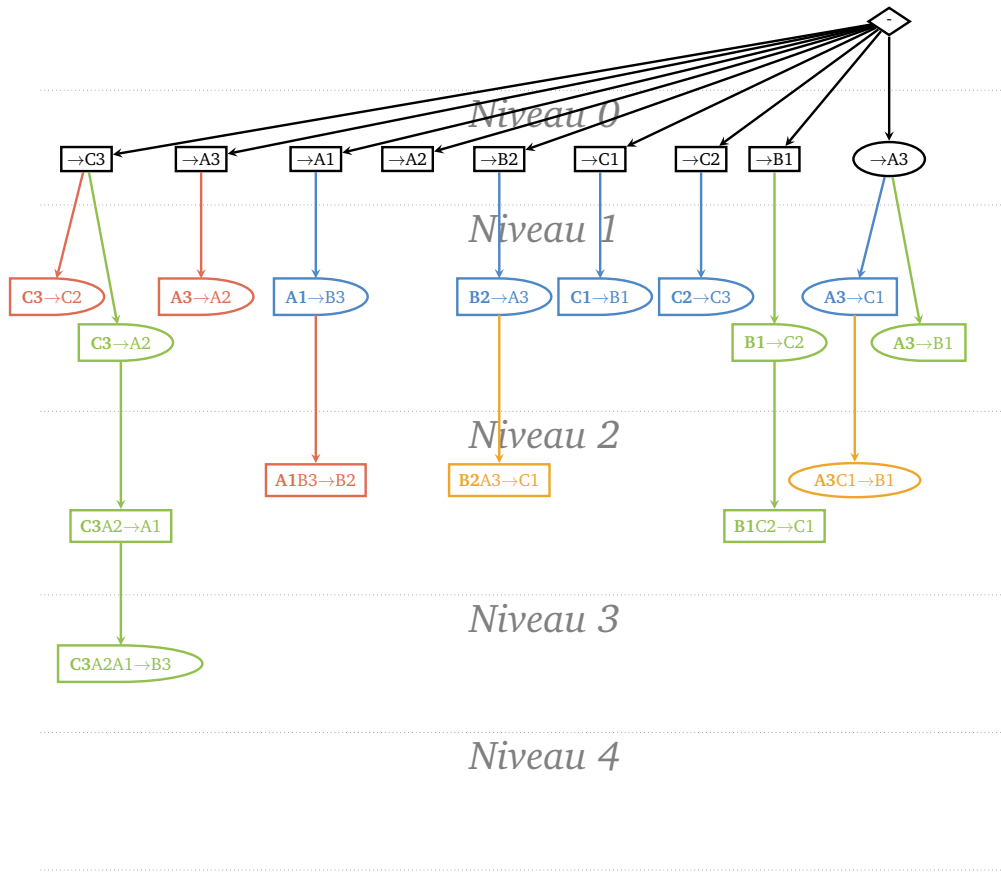 -
Niveau 0
→C3 →A3 →A1 →A2 →B2 →C1 →C2 →B1 →A3
Niveau 1
C3→C2 A3→A2 A1→B3 B2→A3 C1→B1 C2→C3 A3→C1
C3→A2 B1→C2 A3→B1
Niveau 2
A1B3→B2 B2A3→C1 A3C1→B1
C3A2→A1 B1C2→C1
Niveau 3
C3A2A1→B3
Niveau 4